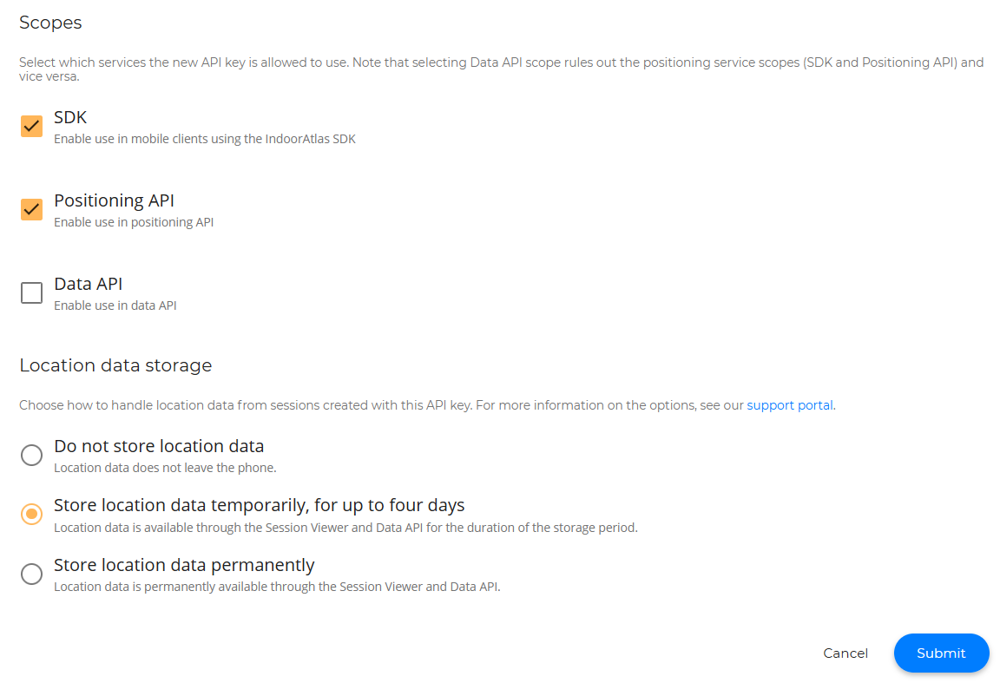 Scopes
Select which services the new API key is allowed to use. Note that selecting Data API scope rules out the positioning service scopes (SDK and Positioning API) and
vice versa.
SDK
Enable use in mobile clients using the IndoorAtlas SDK
Positioning API
Enable use in positioning API
Data API
Enable use in data API
Location data storage
Choose how to handle location data from sessions created with this API key. For more information on the options, see our support portal.
Do not store location data
Location data does not leave the phone.
Store location data temporarily, for up to four days
Location data is available through the Session Viewer and Data API for the duration of the storage period.
Store location data permanently
Location data is permanently available through the Session Viewer and Data API.
Cancel Submit